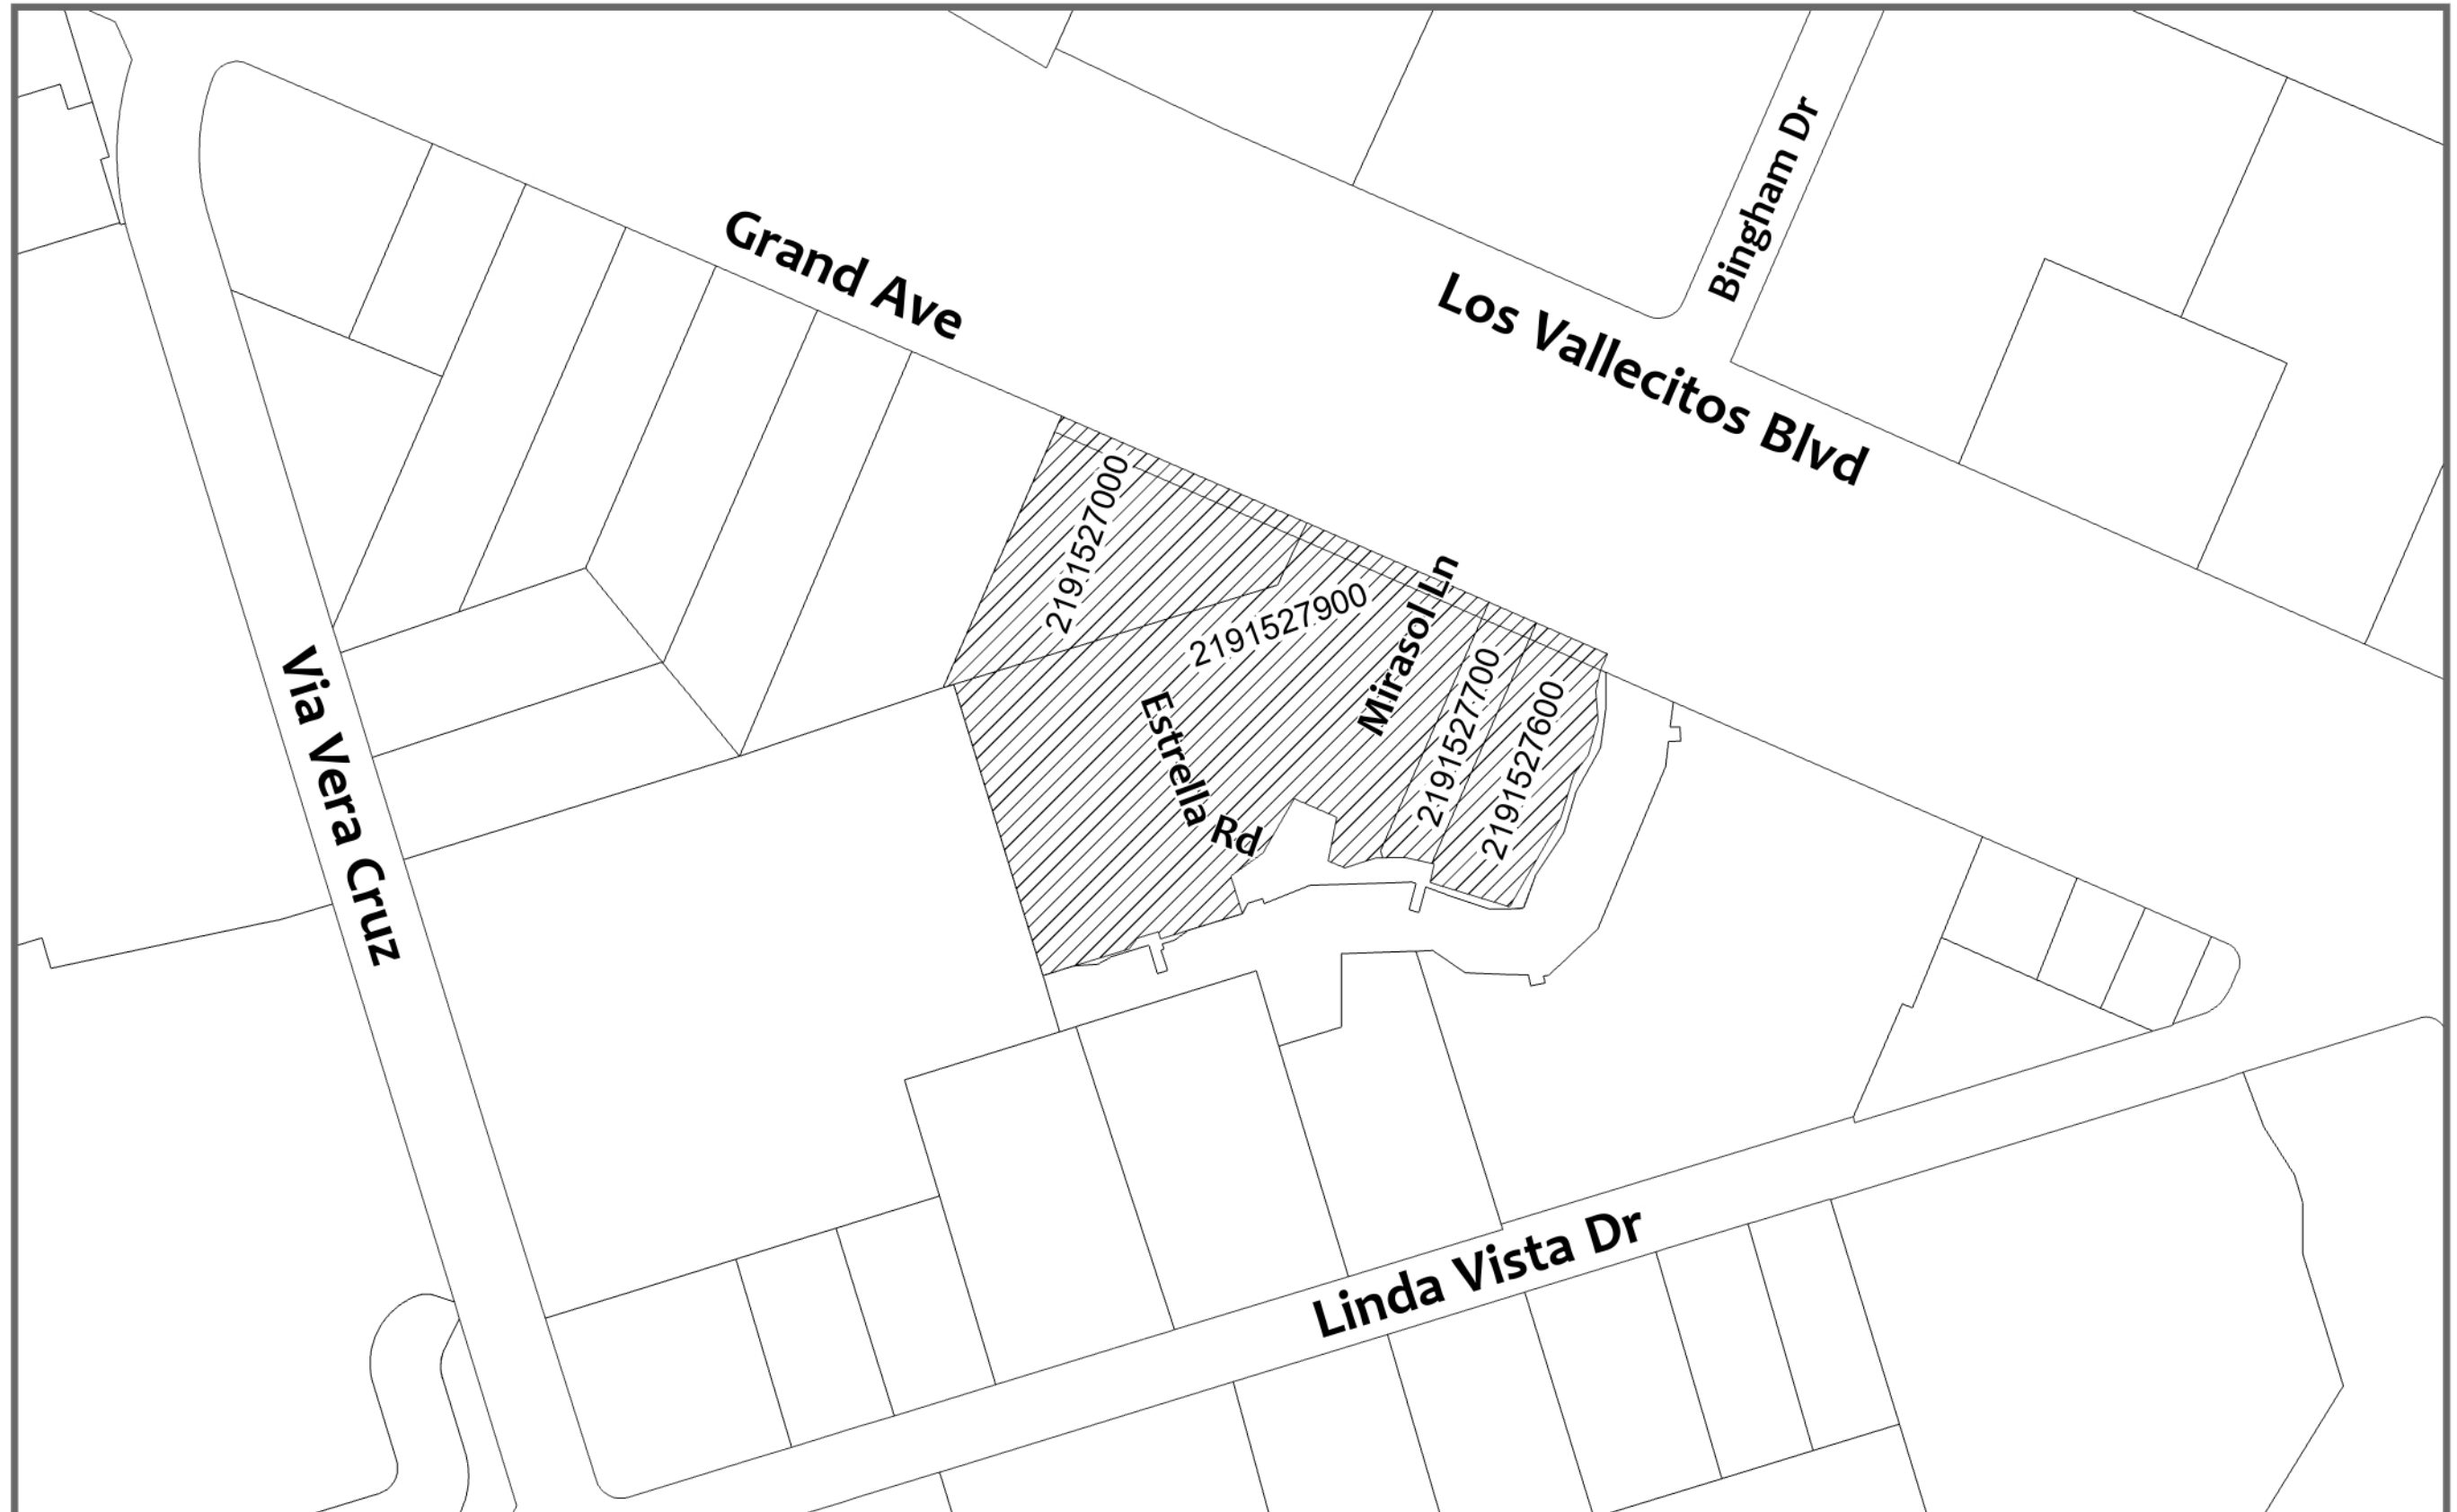 Bingham Dr
Grand Ave
Los Vallecitos Blvd
2191527000
2191527900
Mirasol Ln
2191527700
2191527600
Estrella Rd
Via Vera Cruz
Linda Vista Dr